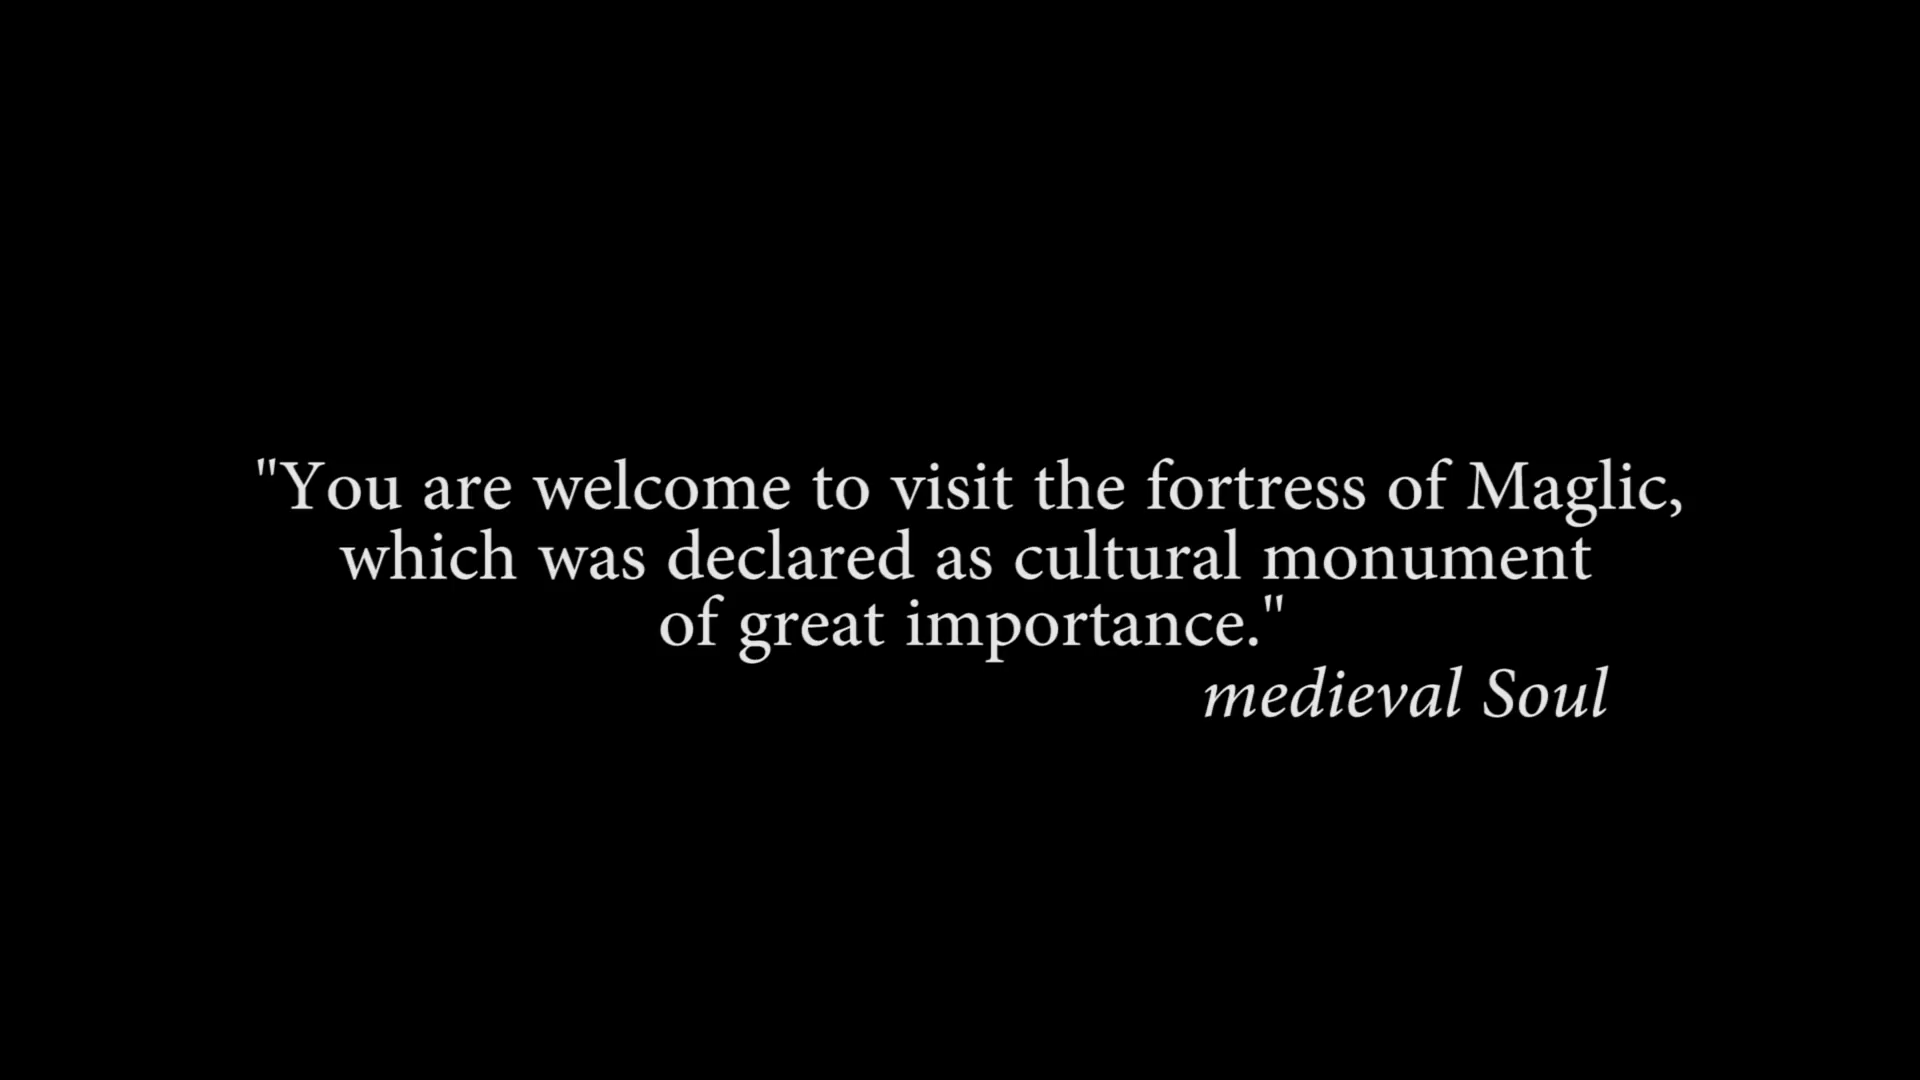 "You are welcome to visit the fortress of Maglic,
which was declared as cultural monument
of great importance."
medieval Soul